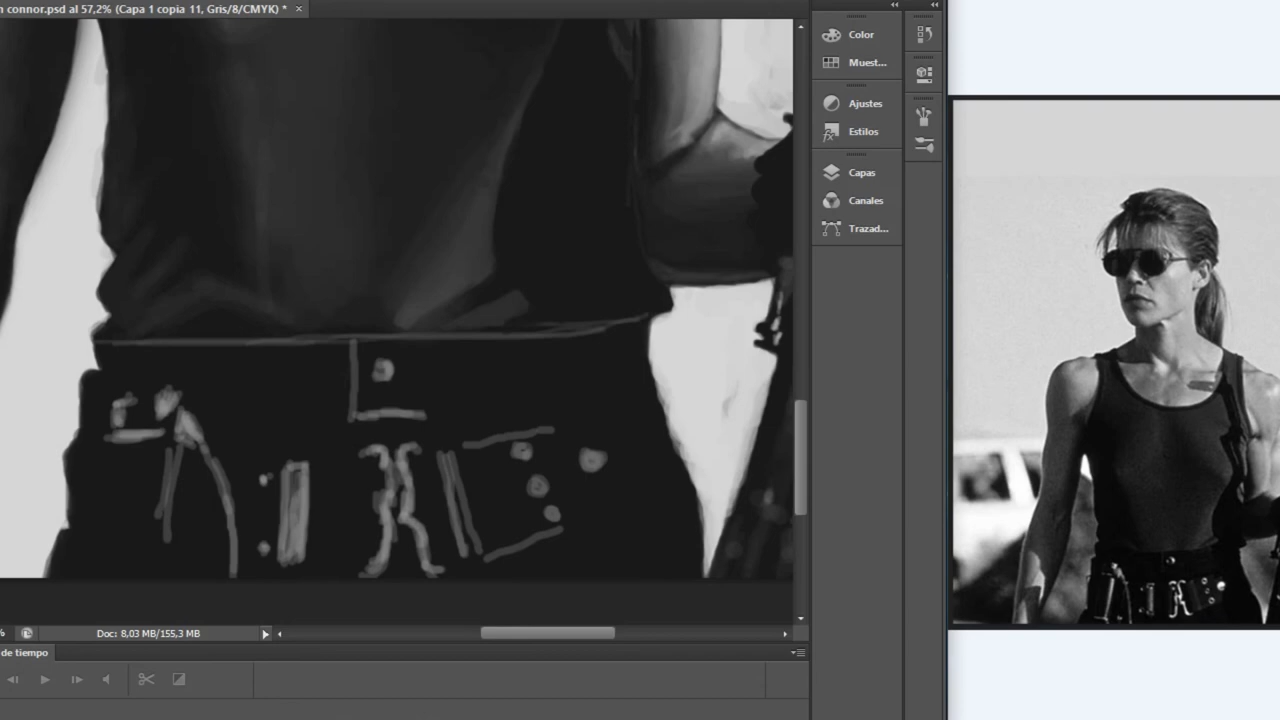 n connor.psd al 57,2% (Capa 1 copia 11, Gris/8/CMYK) * ×
Color
Muest...
Ajustes
Estilos
Capas
Canales
Trazad...
% Doc: 8,03 MB/155,3 MB
de tiempo